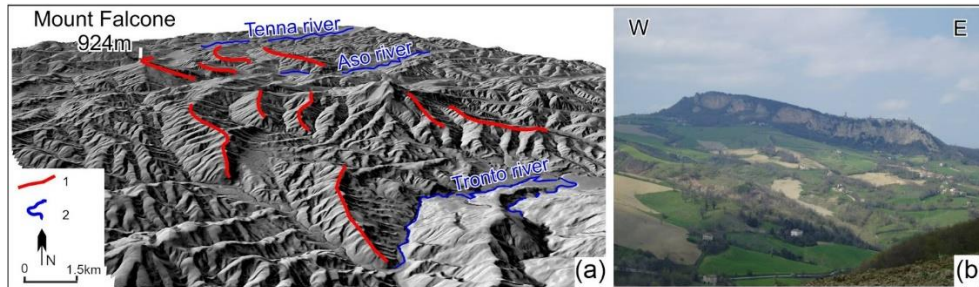 Mount Falcone
924m
Tenna river
Aso river
Tronto river
1
2
N
0 1.5km
(a)
W E
(b)